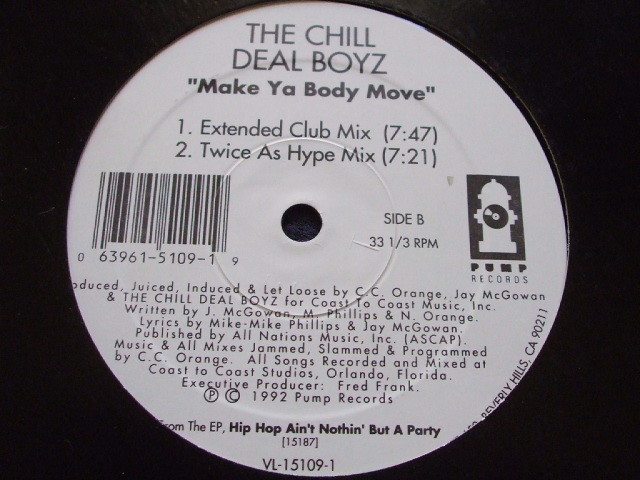 THE CHILL
DEAL BOYZ
"Make Ya Body Move"
1. Extended Club Mix (7:47)
2. Twice As Hype Mix (7:21)
SIDE B
33 1/3 RPM
0 63961-5109-1 9
PUMP
RECORDS
oduced, Juiced, Induced & Let Loose by C.C. Orange, Jay McGowan
& THE CHILL DEAL BOYZ for Coast To Coast Music, Inc.
Written by J. McGowan, M. Phillips & N. Orange.
Lyrics by Mike-Mike Phillips & Jay McGowan.
Published by All Nations Music, Inc. (ASCAP).
Music & All Mixes Jammed, Slammed & Programmed
by C.C. Orange. All Songs Recorded and Mixed at
Coast to Coast Studios, Orlando, Florida.
Executive Producer: Fred Frank.
Ⓟ © 1992 Pump Records
From The EP, Hip Hop Ain't Nothin' But A Party
[15187]
VL-15109-1
BEVERLY HILLS, CA 90211